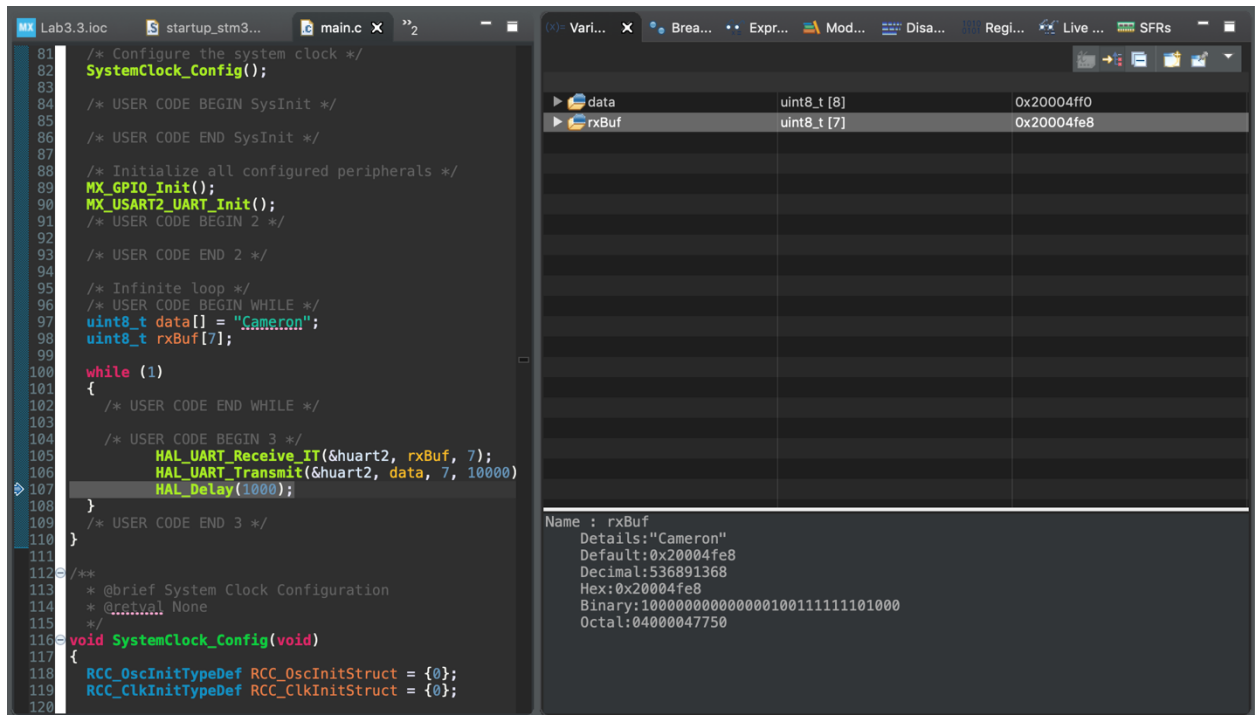 MX Lab3.3.ioc
startup_stm3...
main.c
2
81 /* Configure the system clock */
82 SystemClock_Config();
83
84 /* USER CODE BEGIN SysInit */
85
86 /* USER CODE END SysInit */
87
88 /* Initialize all configured peripherals */
89 MX_GPIO_Init();
90 MX_USART2_UART_Init();
91 /* USER CODE BEGIN 2 */
92
93 /* USER CODE END 2 */
94
95 /* Infinite loop */
96 /* USER CODE BEGIN WHILE */
97 uint8_t data[] = "Cameron";
98 uint8_t rxBuf[7];
99
100 while (1)
101 {
102 /* USER CODE END WHILE */
103
104 /* USER CODE BEGIN 3 */
105 HAL_UART_Receive_IT(&huart2, rxBuf, 7);
106 HAL_UART_Transmit(&huart2, data, 7, 10000)
107 HAL_Delay(1000);
108 }
109 /* USER CODE END 3 */
110 }
111
112 /**
113 * @brief System Clock Configuration
114 * @retval None
115 */
116 void SystemClock_Config(void)
117 {
118 RCC_OscInitTypeDef RCC_OscInitStruct = {0};
119 RCC_ClkInitTypeDef RCC_ClkInitStruct = {0};
120
(x)= Vari...
Brea...
Expr...
Mod...
Disa...
Regi...
Live ...
SFRs
data uint8_t [8] 0x20004ff0
rxBuf uint8_t [7] 0x20004fe8
Name : rxBuf
Details:"Cameron"
Default:0x20004fe8
Decimal:536891368
Hex:0x20004fe8
Binary:100000000000000100111111101000
Octal:04000047750